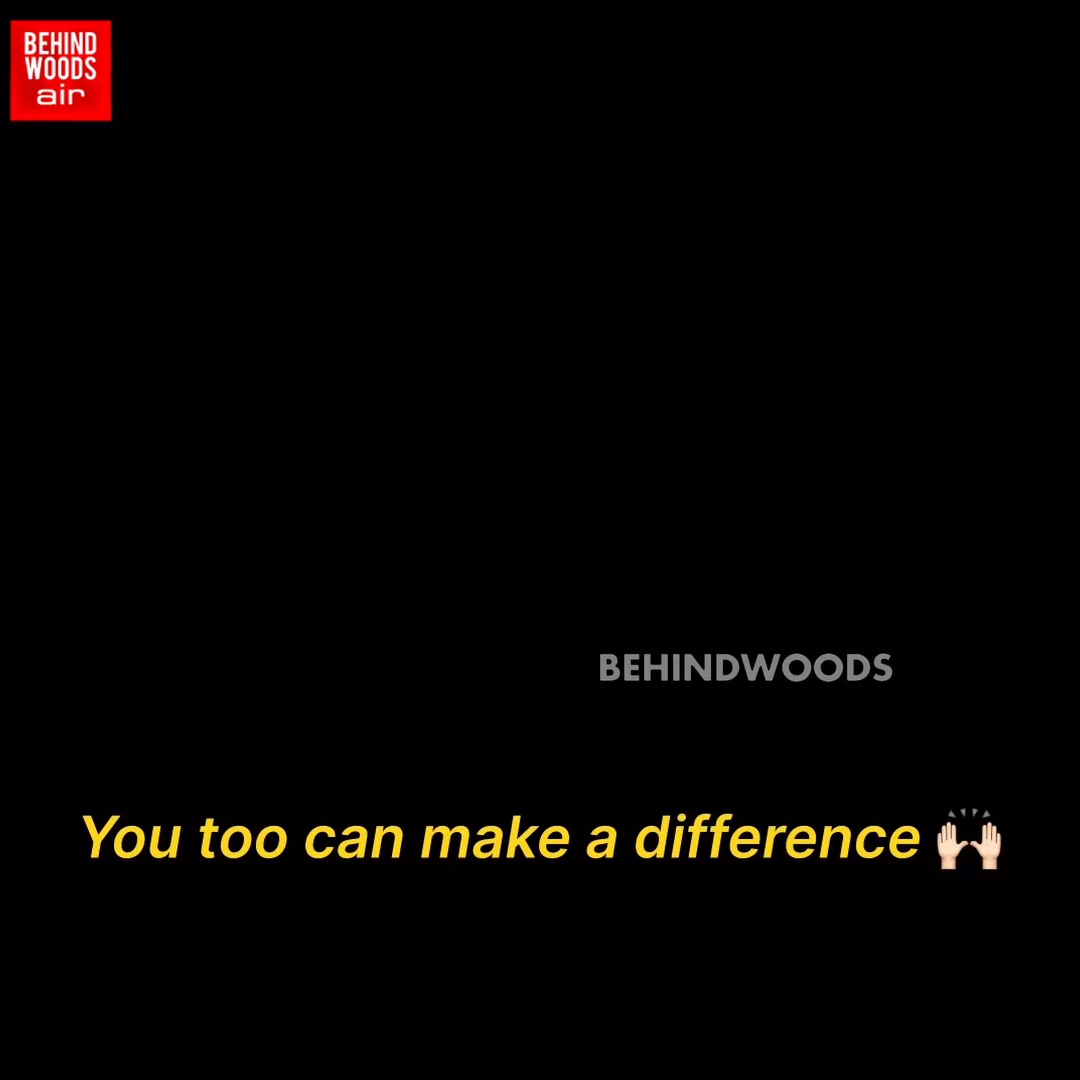 BEHIND
WOODS
air
BEHINDWOODS
You too can make a difference 🙌🏻